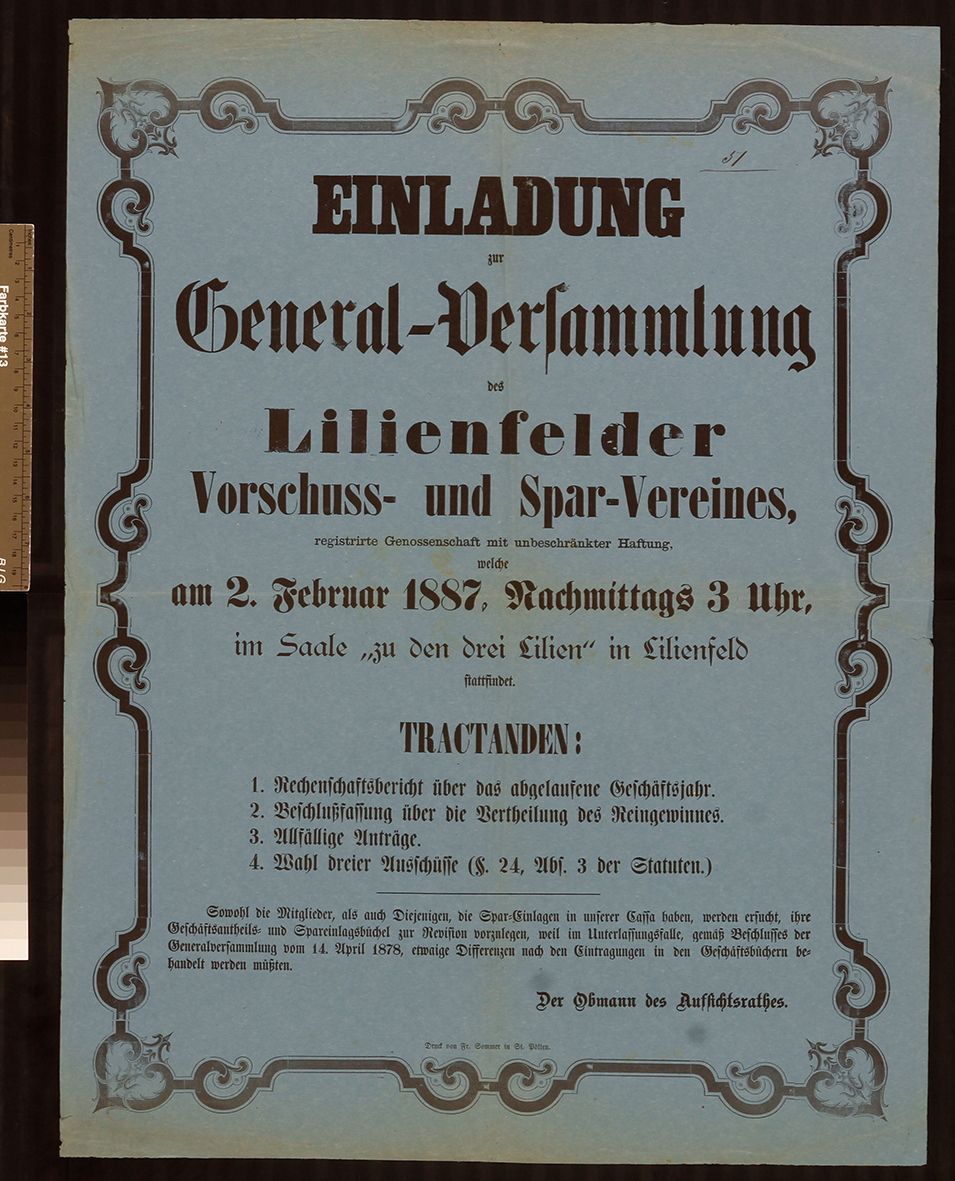 51
EINLADUNG
zur
General-Versammlung
des
Lilienfelder
Vorschuss- und Spar-Vereines,
registrirte Genossenschaft mit unbeschränkter Haftung,
welche
am 2. Februar 1887, Nachmittags 3 Uhr,
im Saale „zu den drei Lilien“ in Lilienfeld
stattfindet.
TRACTANDEN:
1. Rechenschaftsbericht über das abgelaufene Geschäftsjahr.
2. Beschlußfassung über die Vertheilung des Reingewinnes.
3. Allfällige Anträge.
4. Wahl dreier Ausschüsse (§. 24, Abs. 3 der Statuten.)
Sowohl die Mitglieder, als auch Diejenigen, die Spar-Einlagen in unserer Cassa haben, werden ersucht, ihre
Geschäftsantheils- und Spareinlagsbüchel zur Revision vorzulegen, weil im Unterlassungsfalle, gemäß Beschlusses der
Generalversammlung vom 14. April 1878, etwaige Differenzen nach den Eintragungen in den Geschäftsbüchern be-
handelt werden müßten.
Der Obmann des Aufsichtsrathes.
Druck von Fr. Sommer in St. Pölten.
Farbkarte #13
B.I.G.
Centimetres
Inches